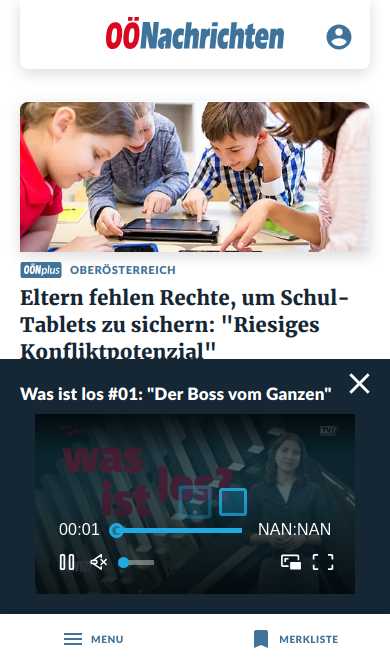 OÖNachrichten
OÖNplus OBERÖSTERREICH
Eltern fehlen Rechte, um Schul-
Tablets zu sichern: "Riesiges
Konfliktpotenzial"
Was ist los #01: "Der Boss vom Ganzen"
was
ist los?
TV1
00:01 NAN:NAN
MENU MERKLISTE